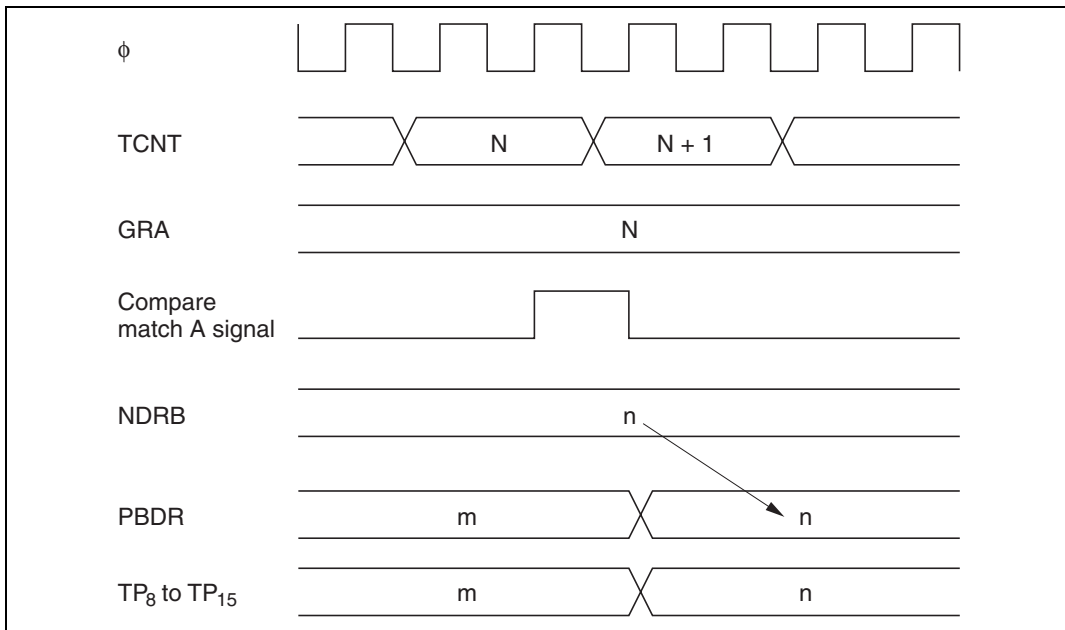 ϕ
TCNT N N + 1
GRA N
Compare
match A signal
NDRB n
PBDR m n
TP8 to TP15 m n